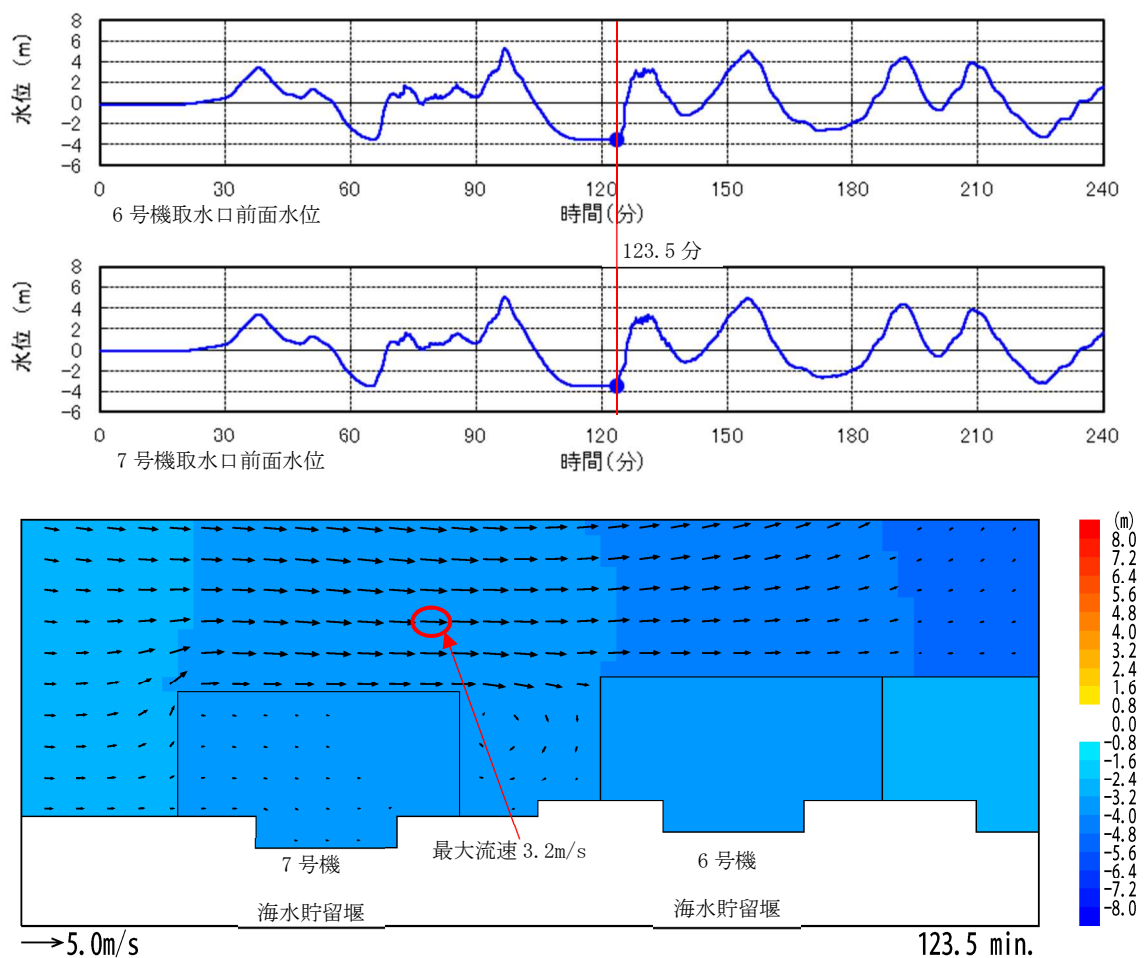 8
6
4
2
0
-2
-4
-6
水位 (m)
0 30 60 90 120 150 180 210 240
6号機取水口前面水位
時間(分)
123.5分
8
6
4
2
0
-2
-4
-6
水位 (m)
0 30 60 90 120 150 180 210 240
7号機取水口前面水位
時間(分)
(m)
8.0
7.2
6.4
5.6
4.8
4.0
3.2
2.4
1.6
0.8
0.0
-0.8
-1.6
-2.4
-3.2
-4.0
-4.8
-5.6
-6.4
-7.2
-8.0
最大流速3.2m/s
7号機
6号機
海水貯留堰
海水貯留堰
5.0m/s
123.5 min.